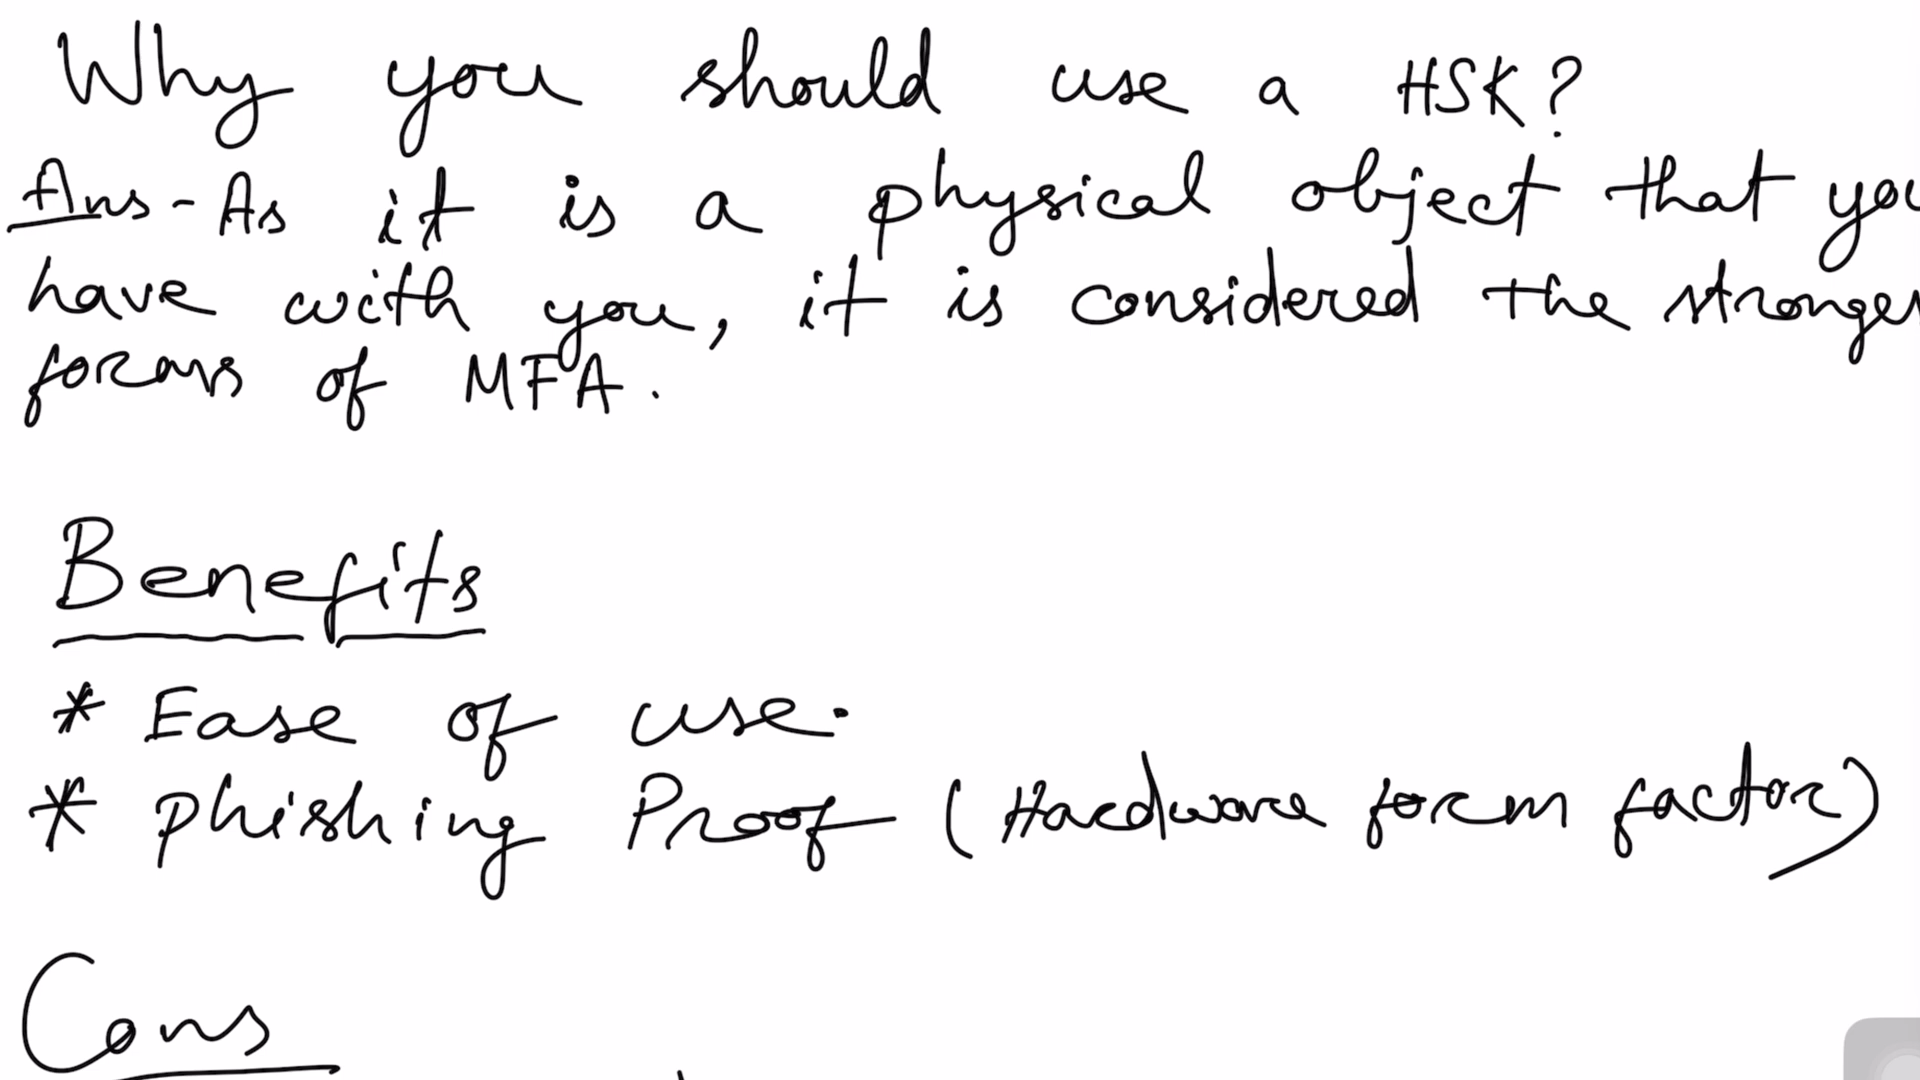 Why you should use a HSK?
Ans - As it is a physical object that you
have with you, it is considered the stronger
forms of MFA.
Benefits
* Ease of use.
* Phishing Proof (Hardware form factor)
Cons